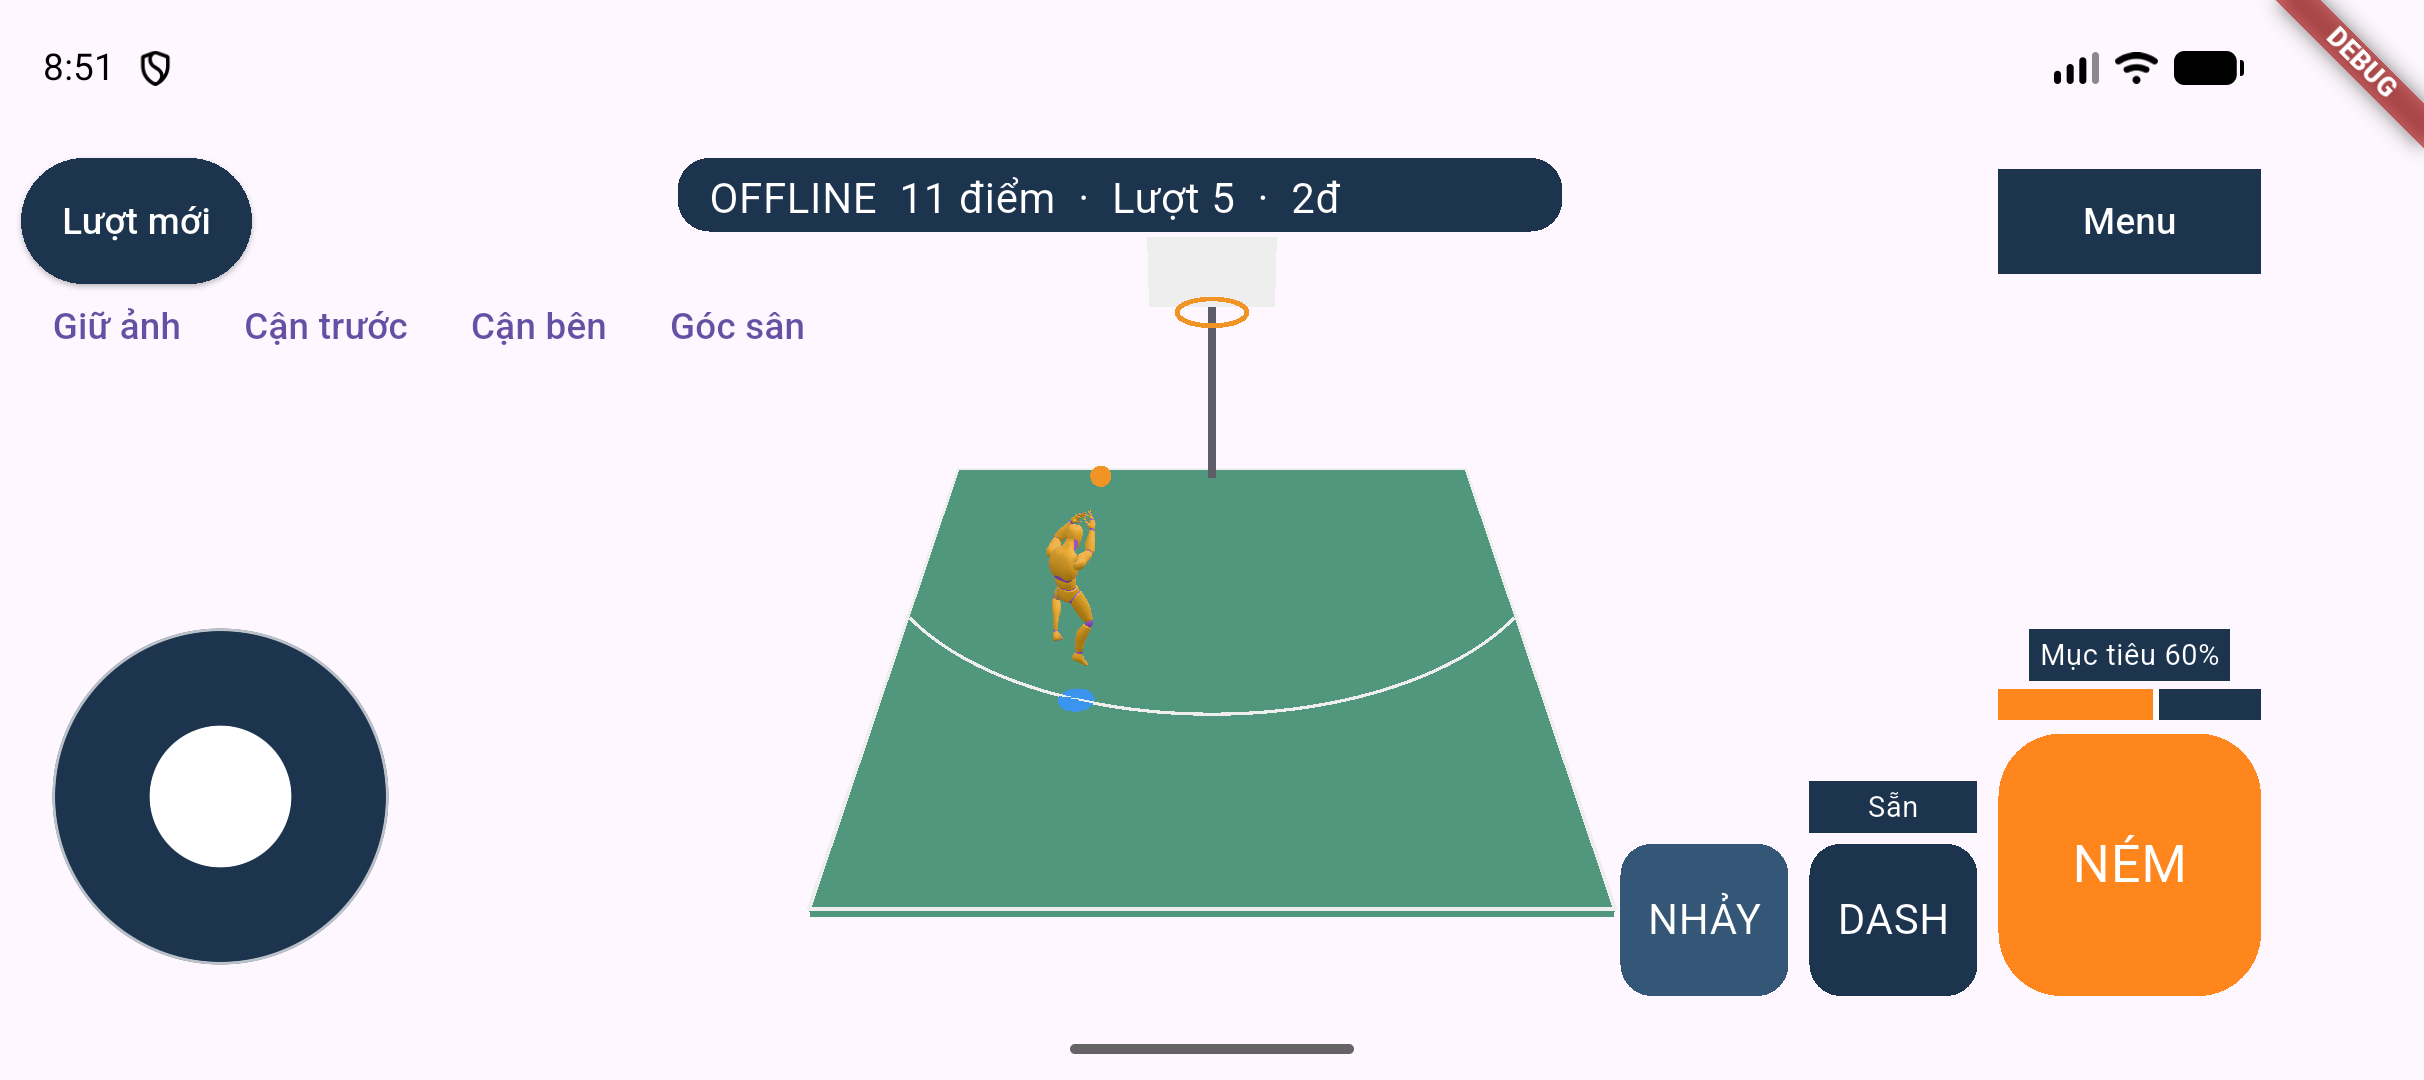 8:51
DEBUG
Lượt mới
OFFLINE 11 điểm · Lượt 5 · 2đ
Menu
Giữ ảnh Cận trước Cận bên Góc sân
Mục tiêu 60%
Sẵn
NHẢY
DASH
NÉM